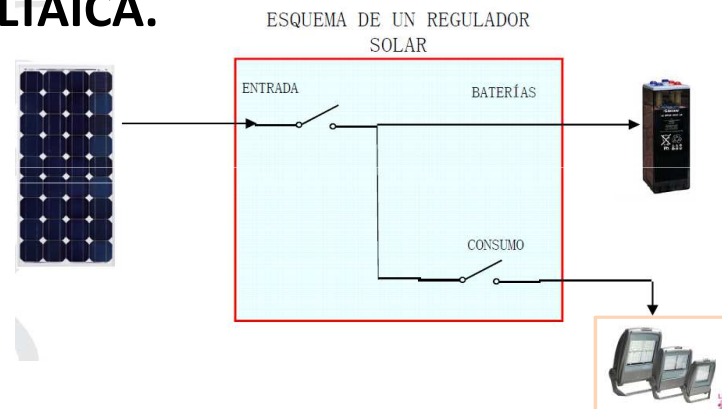 LTAICA.
ESQUEMA DE UN REGULADOR
SOLAR
ENTRADA
BATERÍAS
CONSUMO